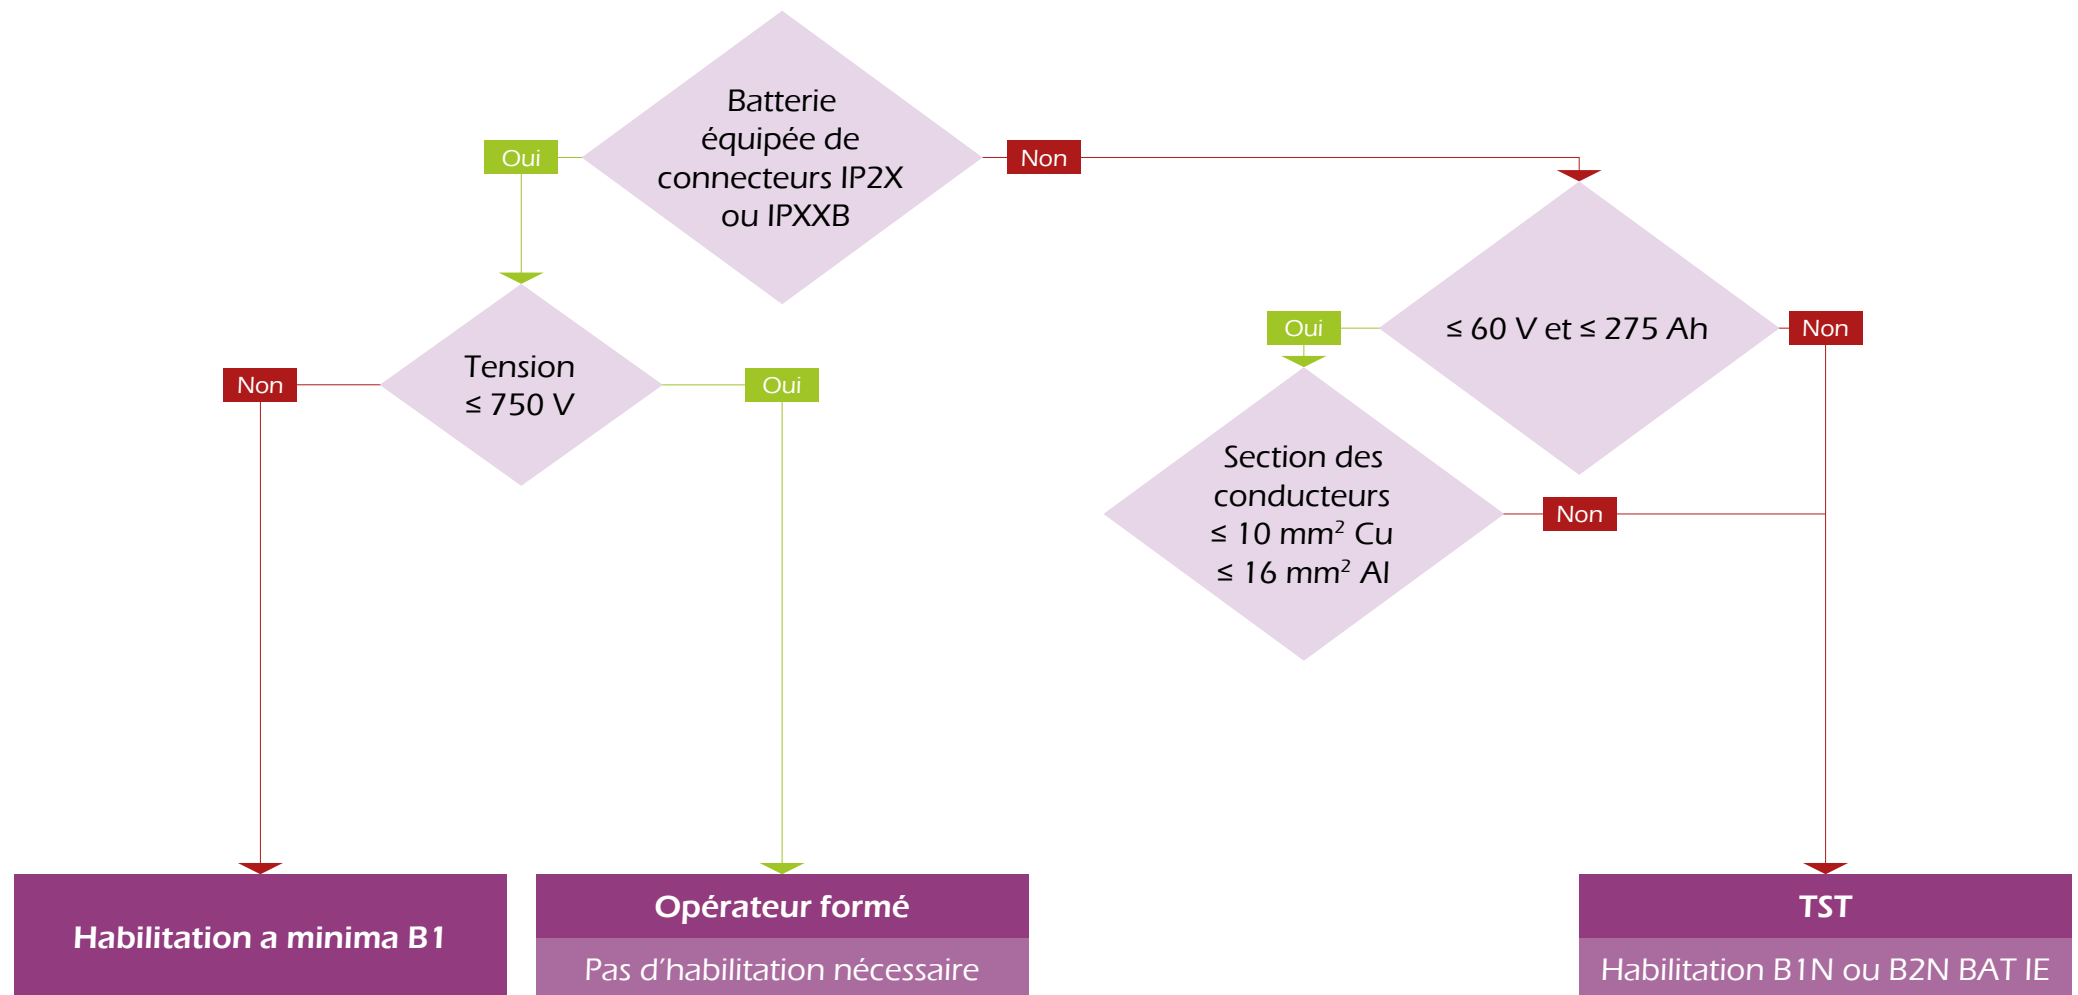 Batterie
équipée de
connecteurs IP2X
ou IPXXB
Oui
Non
Tension
≤ 750 V
Non
Oui
≤ 60 V et ≤ 275 Ah
Oui
Non
Section des
conducteurs
≤ 10 mm² Cu
≤ 16 mm² Al
Non
Habilitation a minima B1
Opérateur formé
Pas d’habilitation nécessaire
TST
Habilitation B1N ou B2N BAT IE